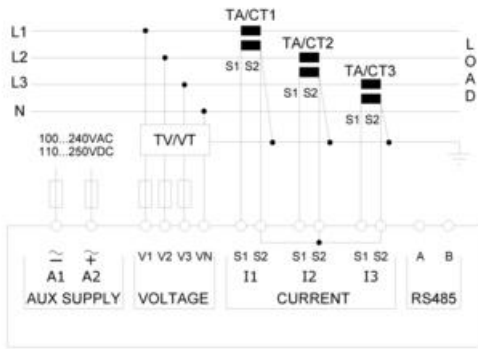 L1
TA/CT1
L2
TA/CT2
L3
S1 S2
TA/CT3
N
S1 S2
LOAD
S1 S2
100...240VAC
110...250VDC
TV/VT
~ ~
− +
V1 V2 V3 VN
S1 S2
S1 S2
S1 S2
A B
A1 A2
I1
I2
I3
AUX SUPPLY
VOLTAGE
CURRENT
RS485